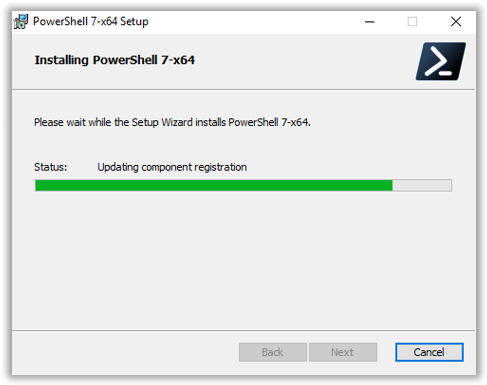 PowerShell 7-x64 Setup
Installing PowerShell 7-x64
Please wait while the Setup Wizard installs PowerShell 7-x64.
Status: Updating component registration
Back Next Cancel